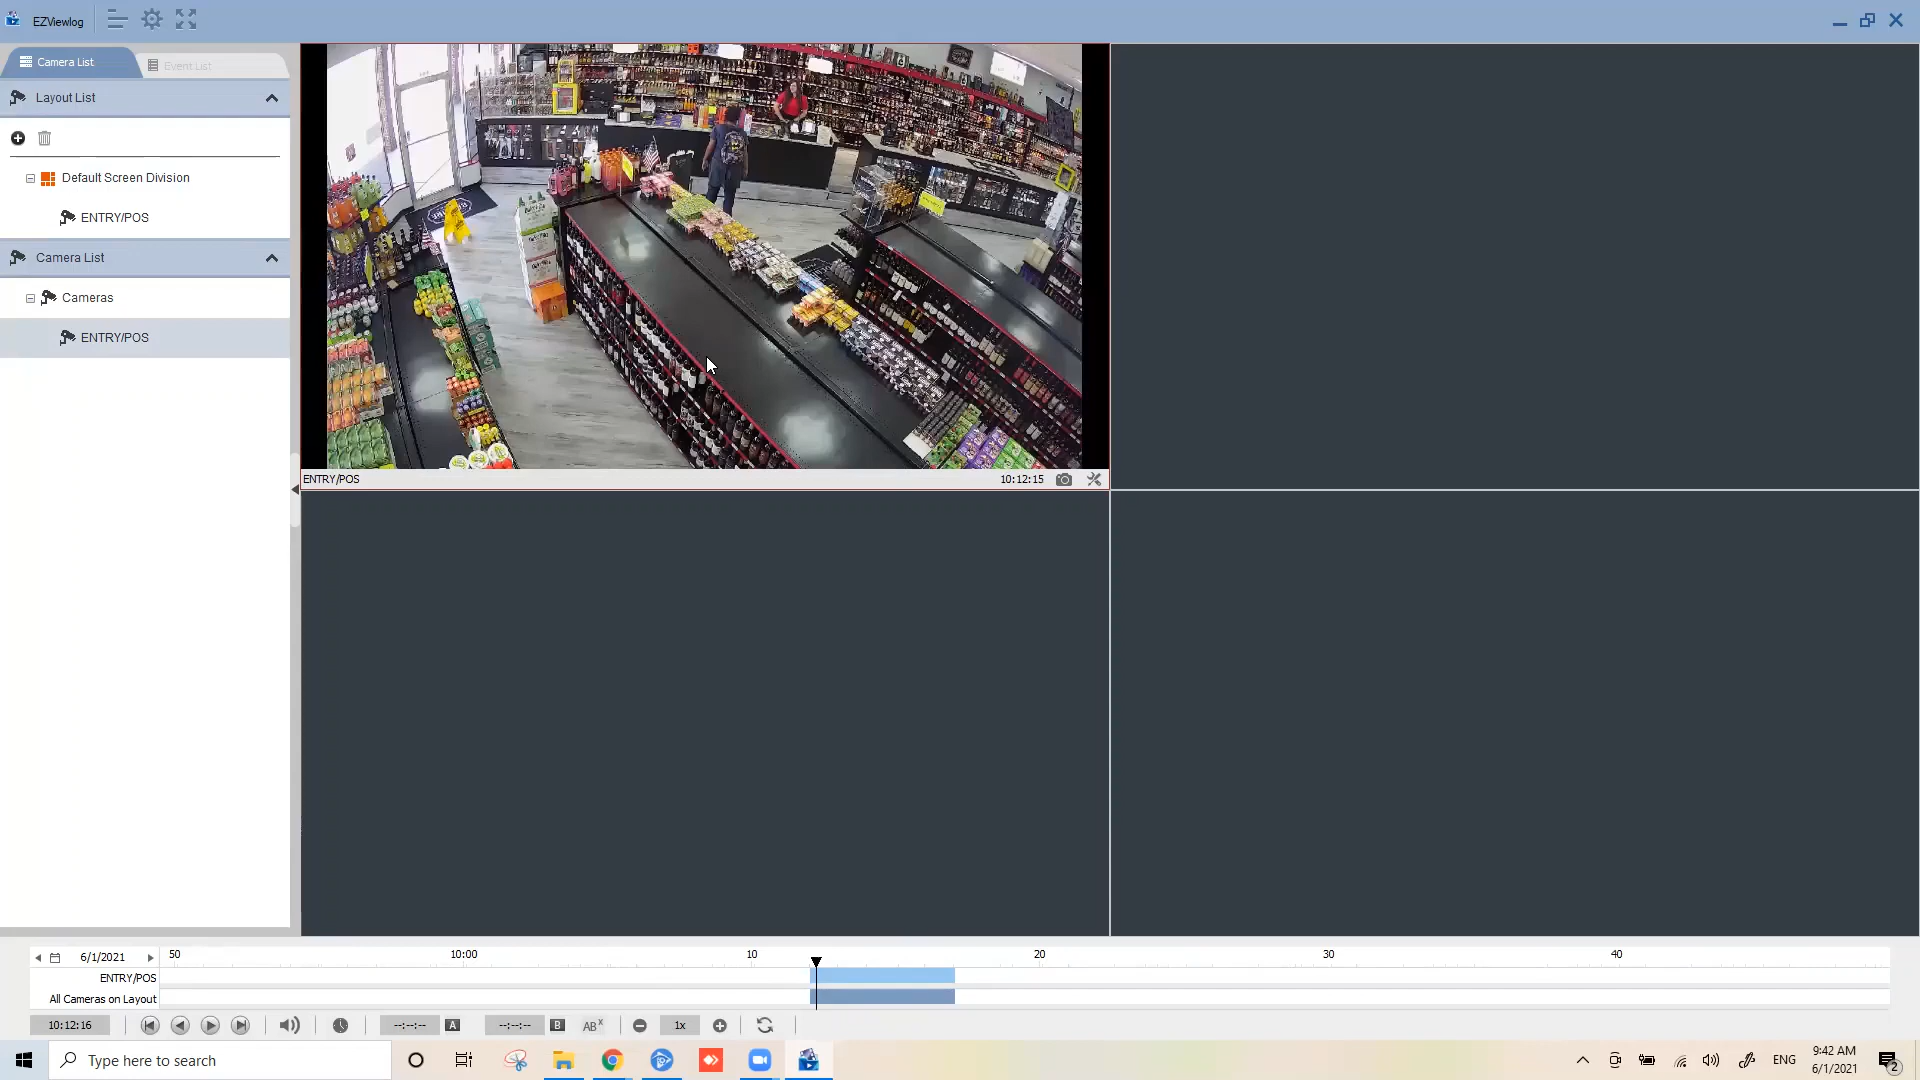 EZViewlog
Camera List
Event List
Layout List
Default Screen Division
ENTRY/POS
Camera List
Cameras
ENTRY/POS
ENTRY/POS
10:12:15
6/1/2021
50
10:00
10
20
30
40
ENTRY/POS
All Cameras on Layout
10:12:16
--:--:--
A
--:--:--
B
ABx
1x
Type here to search
ENG
9:42 AM
6/1/2021
2